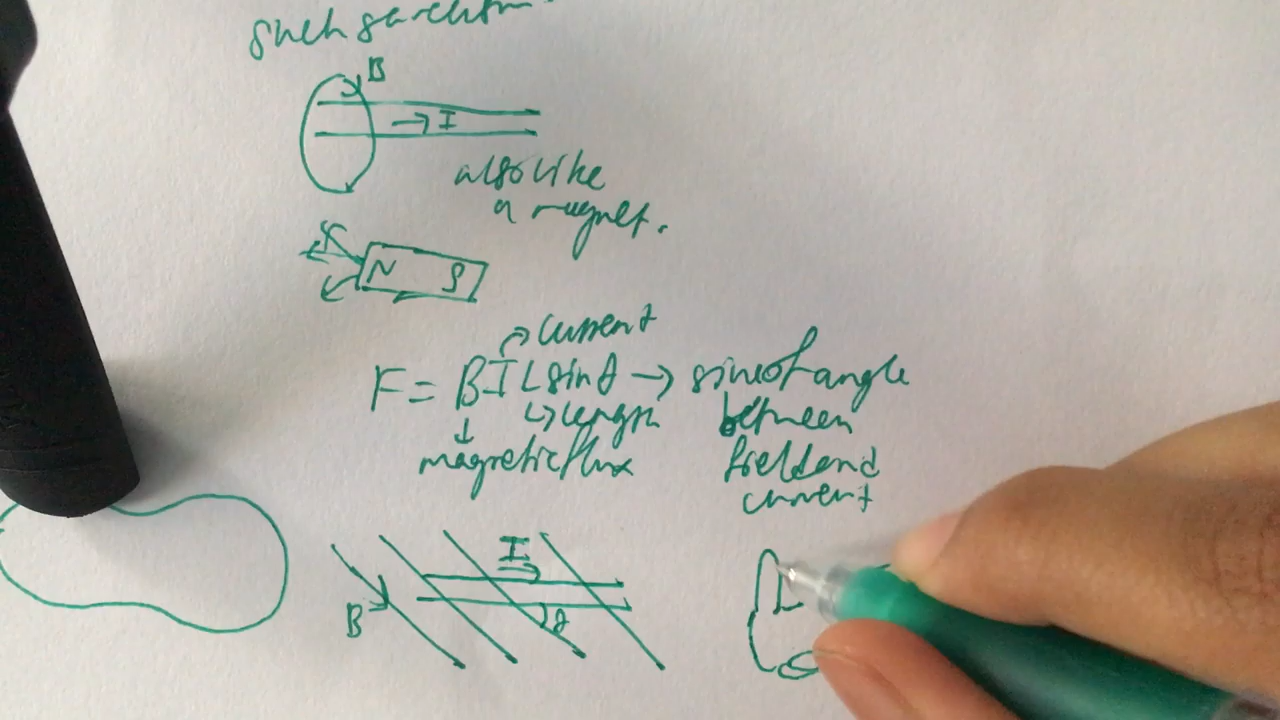 B
→ I
also like
a magnet.
N S
→ current
F = BIL sinθ → sine of angle
↳ length between
↓
magnetic flux field and
current
I
B θ